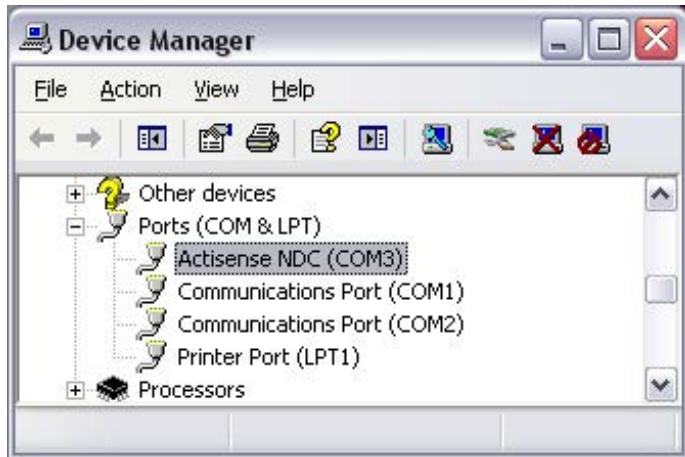 Device Manager
File Action View Help
Other devices
Ports (COM & LPT)
Actisense NDC (COM3)
Communications Port (COM1)
Communications Port (COM2)
Printer Port (LPT1)
Processors